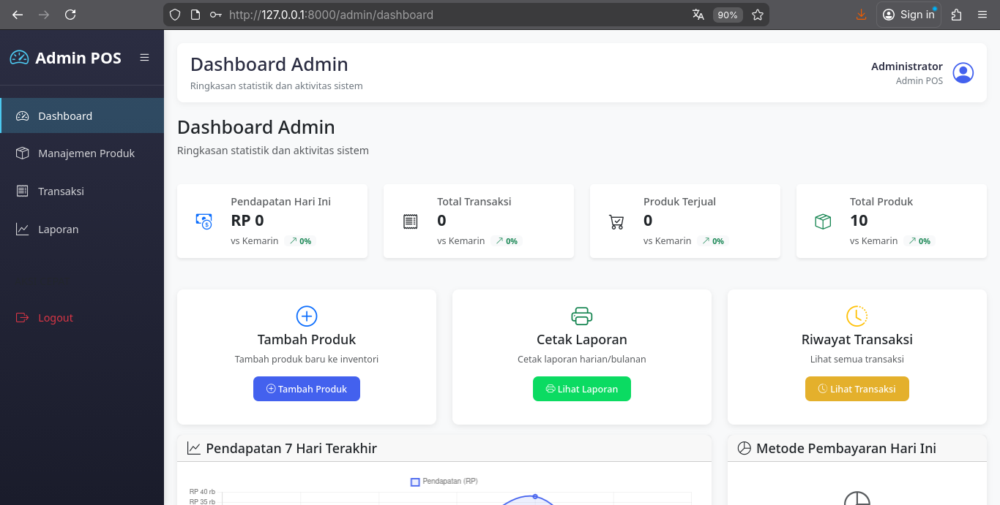 http://127.0.0.1:8000/admin/dashboard
90%
Sign in
Admin POS
Dashboard
Manajemen Produk
Transaksi
Laporan
Logout
Dashboard Admin
Ringkasan statistik dan aktivitas sistem
Administrator
Admin POS
Dashboard Admin
Ringkasan statistik dan aktivitas sistem
Pendapatan Hari Ini
RP 0
vs Kemarin 0%
Total Transaksi
0
vs Kemarin 0%
Produk Terjual
0
vs Kemarin 0%
Total Produk
10
vs Kemarin 0%
Tambah Produk
Tambah produk baru ke inventori
Tambah Produk
Cetak Laporan
Cetak laporan harian/bulanan
Lihat Laporan
Riwayat Transaksi
Lihat semua transaksi
Lihat Transaksi
Pendapatan 7 Hari Terakhir
Pendapatan (RP)
RP 40 rb
RP 35 rb
Metode Pembayaran Hari Ini